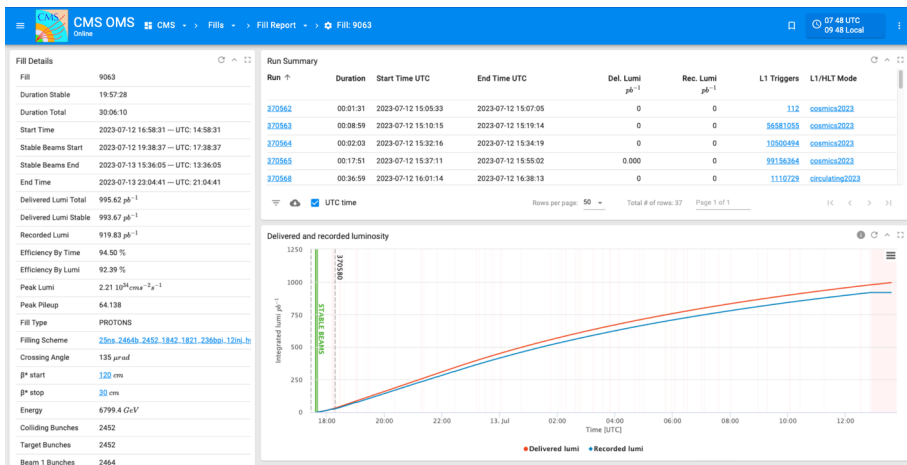 CMS OMS
Online
CMS > Fills > Fill Report > Fill: 9063
07 48 UTC
09 48 Local
Fill Details
Fill 9063
Duration Stable 19:57:28
Duration Total 30:06:10
Start Time 2023-07-12 16:58:31 — UTC: 14:58:31
Stable Beams Start 2023-07-12 19:38:37 — UTC: 17:38:37
Stable Beams End 2023-07-13 15:36:05 — UTC: 13:36:05
End Time 2023-07-13 23:04:41 — UTC: 21:04:41
Delivered Lumi Total 995.62 pb⁻¹
Delivered Lumi Stable 993.67 pb⁻¹
Recorded Lumi 919.83 pb⁻¹
Efficiency By Time 94.50 %
Efficiency By Lumi 92.39 %
Peak Lumi 2.21 10³⁴cms⁻²s⁻¹
Peak Pileup 64.138
Fill Type PROTONS
Filling Scheme 25ns_2464b_2452_1842_1821_236bpi_12inj_h
Crossing Angle 135 μrad
β* start 120 cm
β* stop 30 cm
Energy 6799.4 GeV
Colliding Bunches 2452
Target Bunches 2452
Beam 1 Bunches 2464
Run Summary
Run ↑ Duration Start Time UTC End Time UTC Del. Lumi Rec. Lumi L1 Triggers L1/HLT Mode
pb⁻¹ pb⁻¹
370562 00:01:31 2023-07-12 15:05:33 2023-07-12 15:07:05 0 0 112 cosmics2023
370563 00:08:59 2023-07-12 15:10:15 2023-07-12 15:19:14 0 0 56581055 cosmics2023
370564 00:02:03 2023-07-12 15:32:16 2023-07-12 15:34:19 0 0 10500494 cosmics2023
370565 00:17:51 2023-07-12 15:37:11 2023-07-12 15:55:02 0.000 0 99156364 cosmics2023
370568 00:36:59 2023-07-12 16:01:14 2023-07-12 16:38:13 0 0 1110729 circulating2023
UTC time Rows per page: 50 Total # of rows: 37 Page 1 of 1
Delivered and recorded luminosity
Integrated lumi pb⁻¹
1250
1000
750
500
250
0
STABLE BEAMS
370580
18:00 20:00 22:00 13. Jul 02:00 04:00 06:00 08:00 10:00 12:00
Time [UTC]
Delivered lumi Recorded lumi